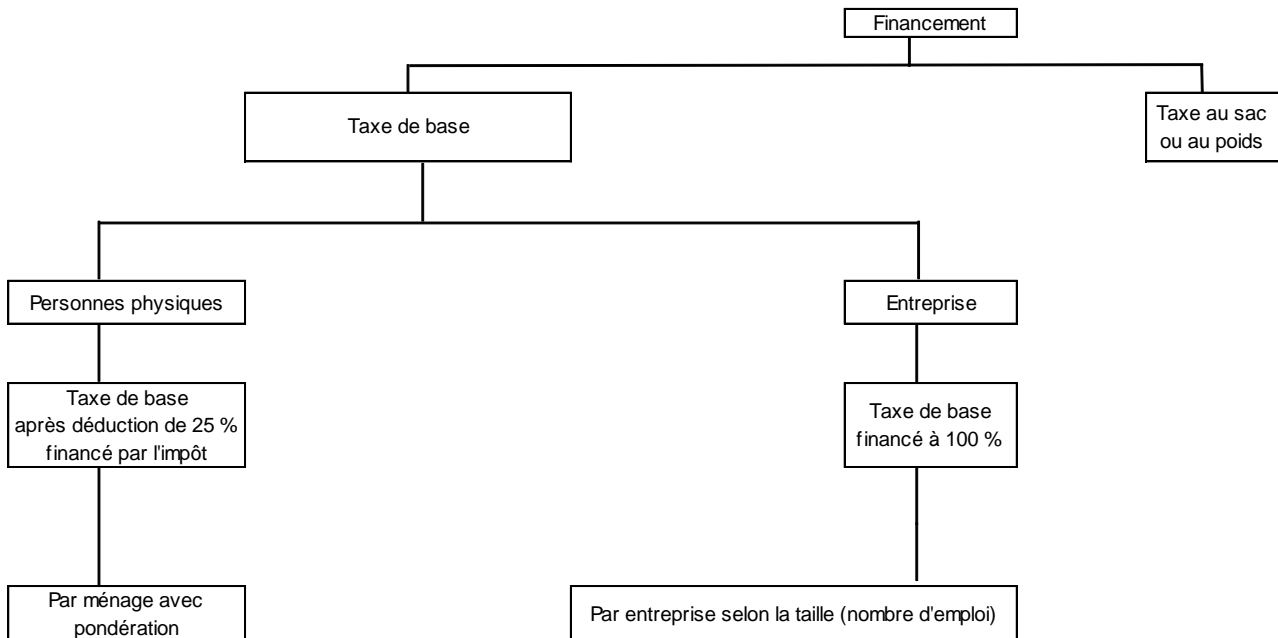 Financement
Taxe de base
Taxe au sac
ou au poids
Personnes physiques
Entreprise
Taxe de base
après déduction de 25 %
financé par l'impôt
Taxe de base
financé à 100 %
Par ménage avec
pondération
Par entreprise selon la taille (nombre d'emploi)